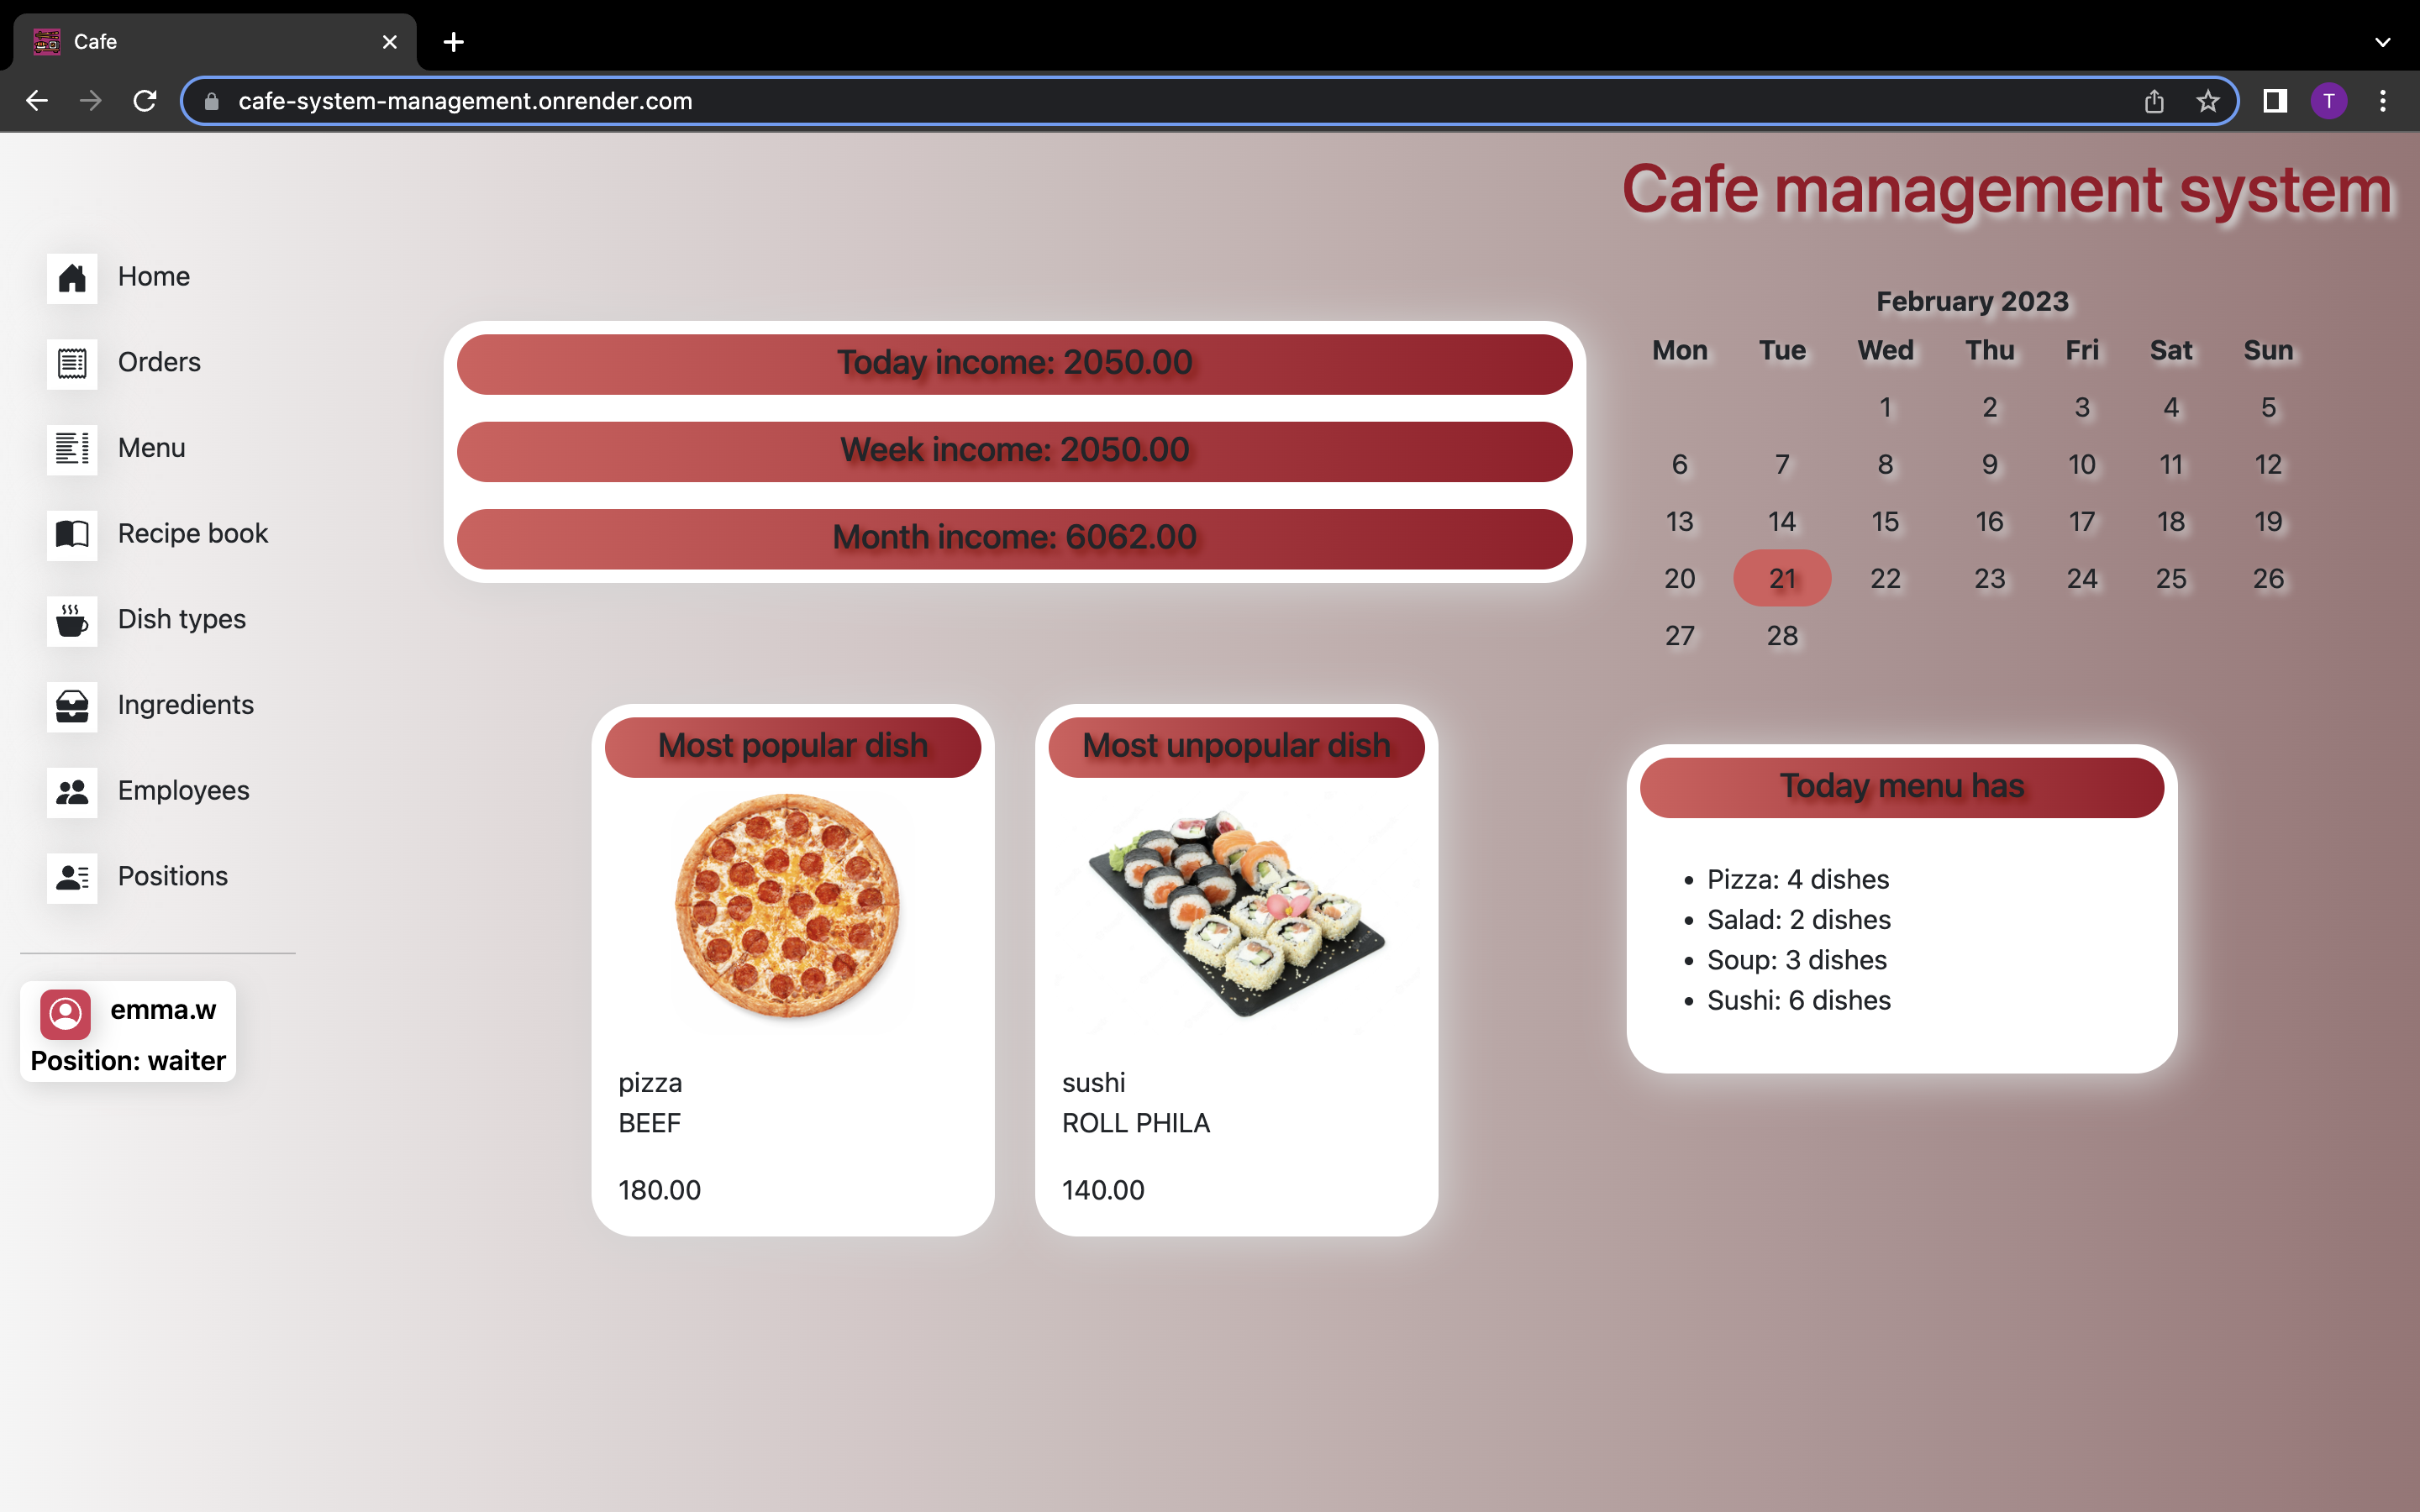 Cafe
cafe-system-management.onrender.com
T
Cafe management system
Home
Orders
Menu
Recipe book
Dish types
Ingredients
Employees
Positions
emma.w
Position: waiter
Today income: 2050.00
Week income: 2050.00
Month income: 6062.00
Most popular dish
pizza
BEEF
180.00
Most unpopular dish
sushi
ROLL PHILA
140.00
February 2023
Mon Tue Wed Thu Fri Sat Sun
1 2 3 4 5
6 7 8 9 10 11 12
13 14 15 16 17 18 19
20 21 22 23 24 25 26
27 28
Today menu has
• Pizza: 4 dishes
• Salad: 2 dishes
• Soup: 3 dishes
• Sushi: 6 dishes